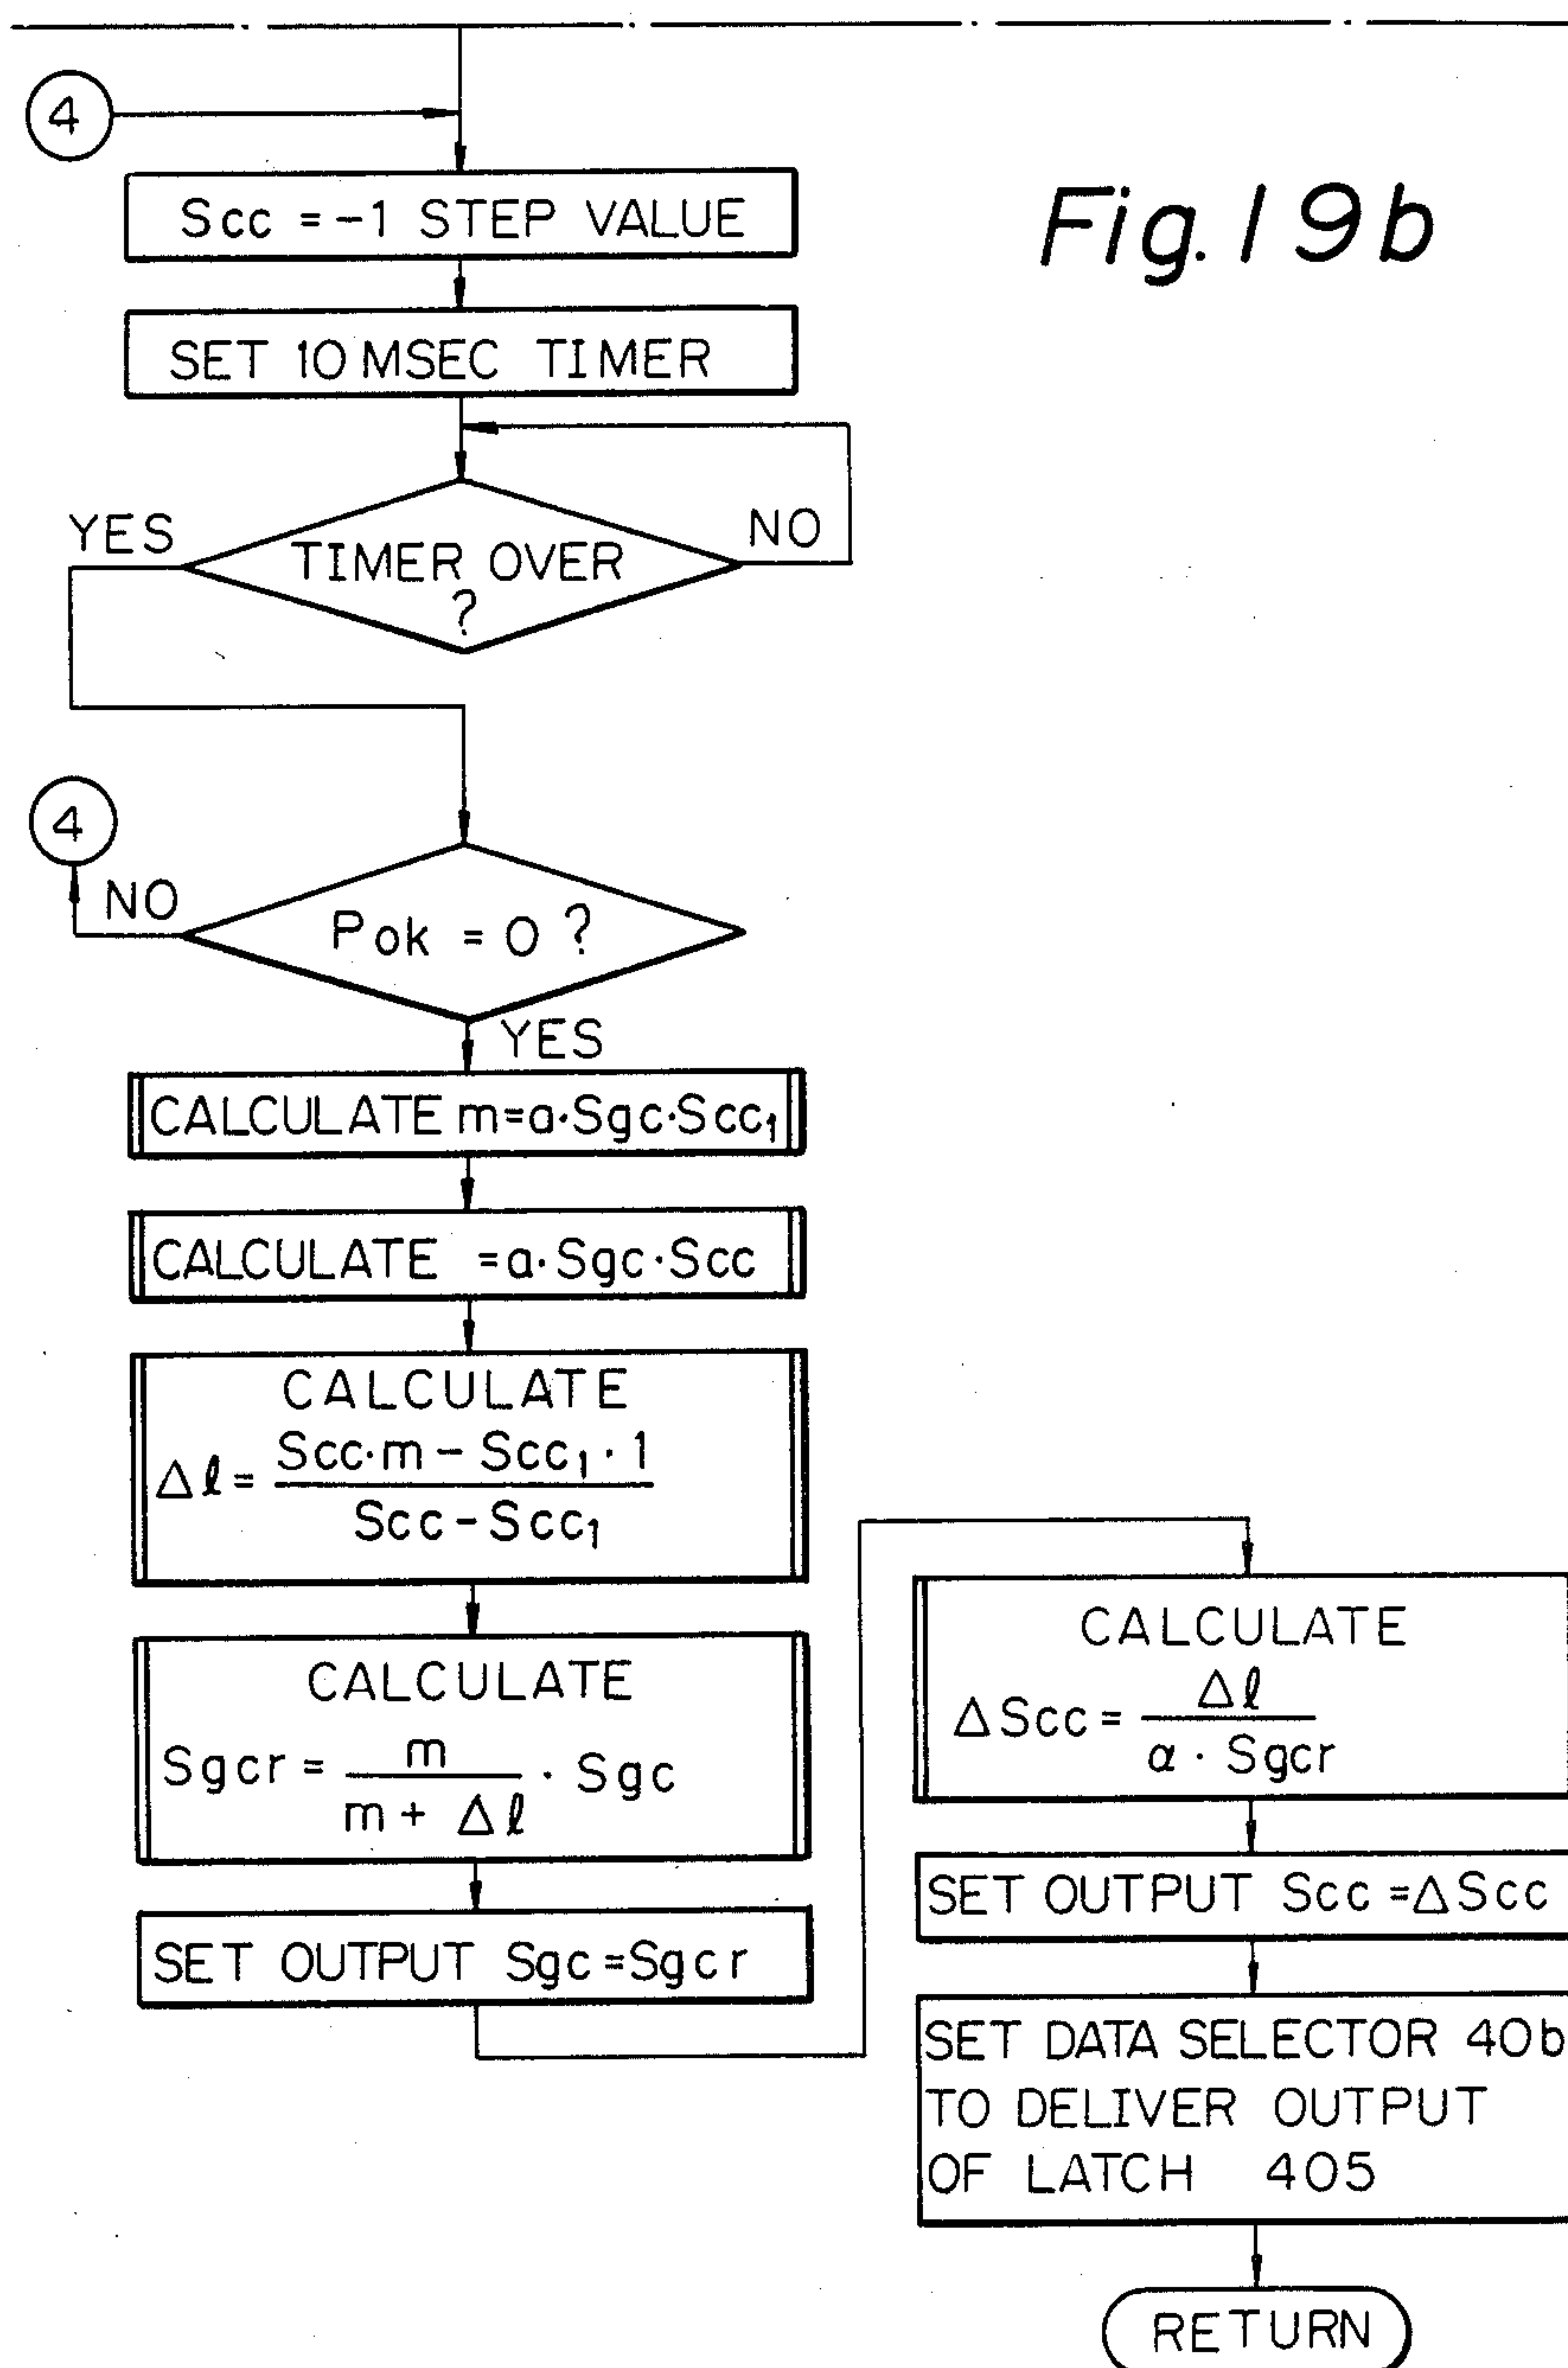 Fig. 19b
4
Scc = -1 STEP VALUE
SET 10 MSEC TIMER
YES
NO
TIMER OVER
?
4
NO
Pok = 0 ?
YES
CALCULATE m=a·Sgc·Scc₁
CALCULATE =a·Sgc·Scc
CALCULATE
Δℓ = Scc·m - Scc₁·1
Scc - Scc₁
CALCULATE
Sgcr = m
m + Δℓ · Sgc
SET OUTPUT Sgc=Sgcr
CALCULATE
ΔScc = Δℓ
α · Sgcr
SET OUTPUT Scc =ΔScc
SET DATA SELECTOR 40b
TO DELIVER OUTPUT
OF LATCH 405
RETURN